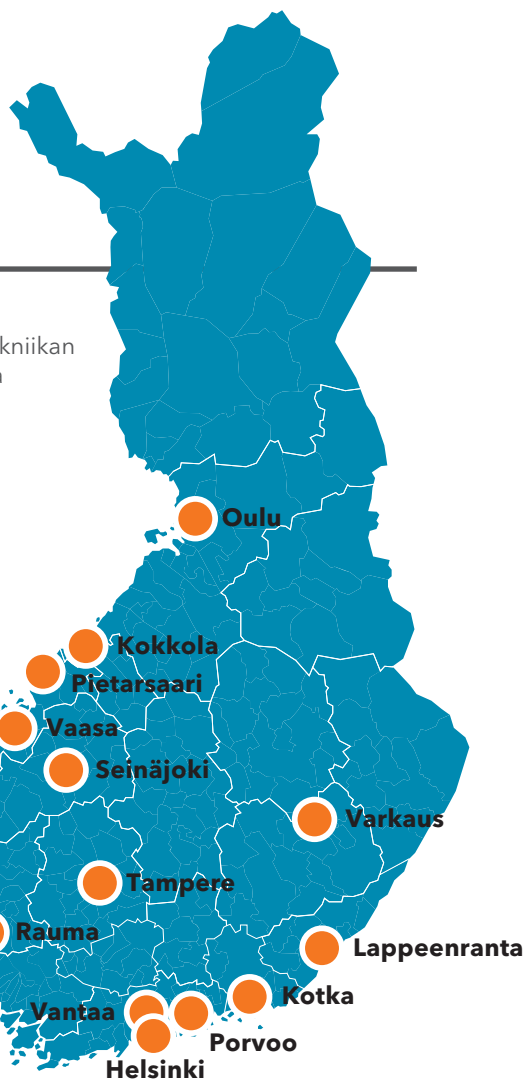 Oulu
Kokkola
Pietarsaari
Vaasa
Seinäjoki
Varkaus
Tampere
Rauma
Lappeenranta
Kotka
Vantaa
Porvoo
Helsinki